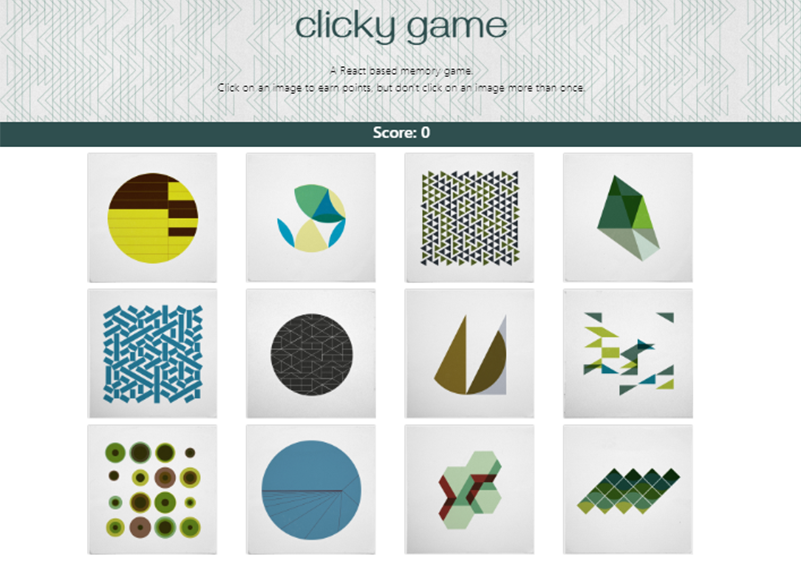 clicky game
A React based memory game.
Click on an image to earn points, but don't click on an image more than once.
Score: 0